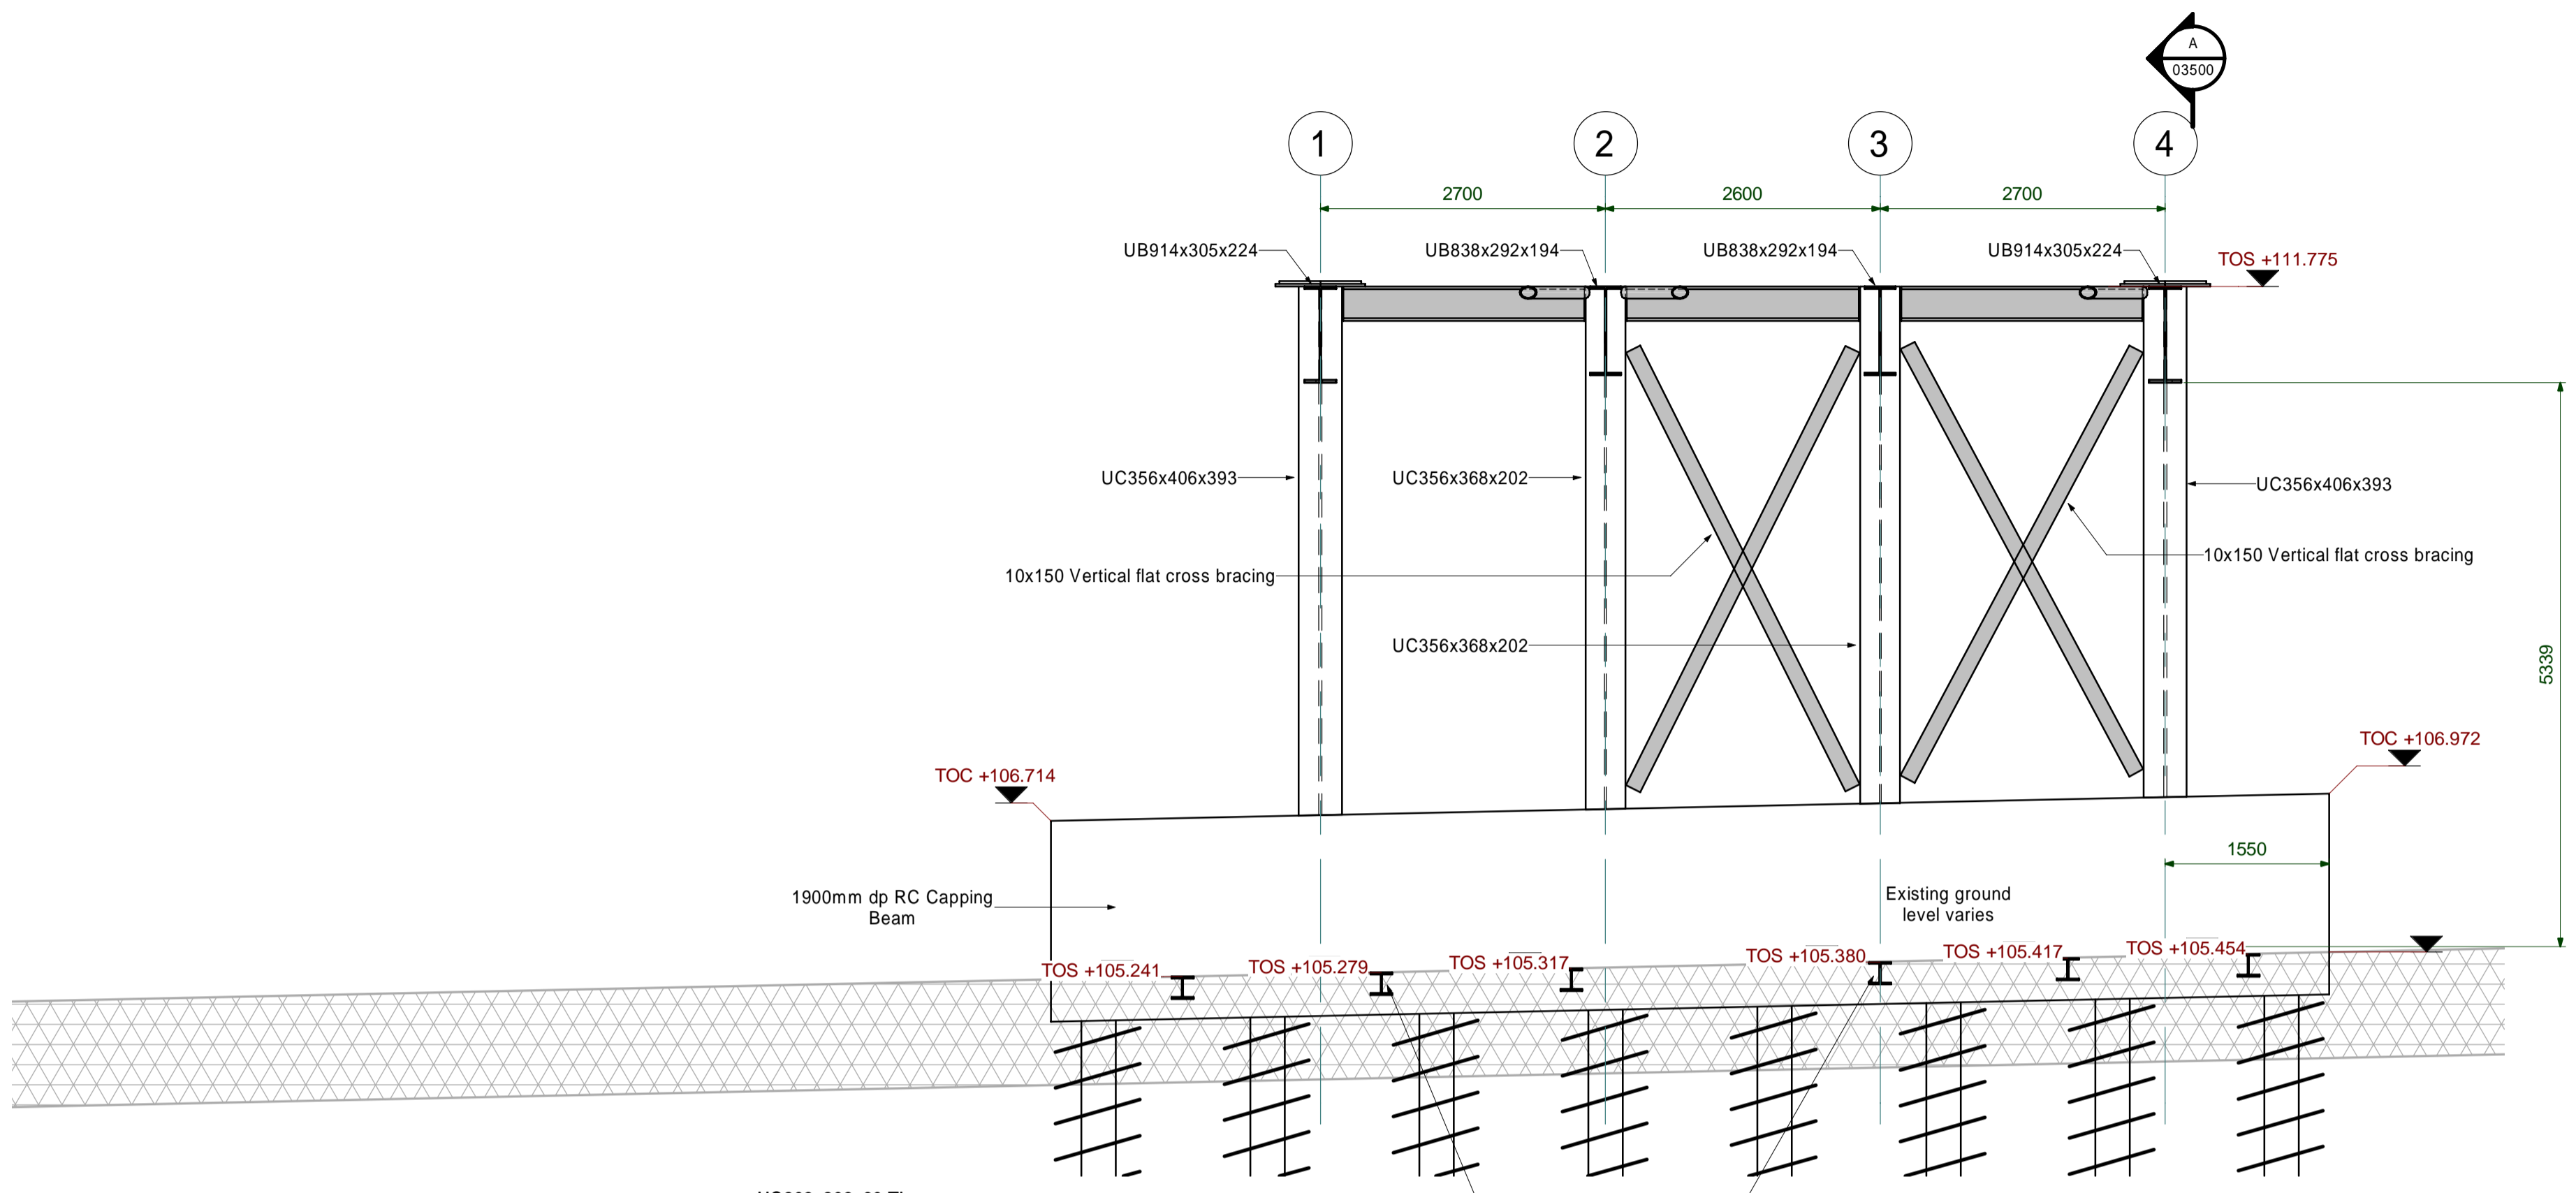 A
03500
1
2
3
4
2700
2600
2700
UB914x305x224
UB838x292x194
UB838x292x194
UB914x305x224
TOS +111.775
UC356x406x393
UC356x368x202
UC356x406x393
10x150 Vertical flat cross bracing
10x150 Vertical flat cross bracing
UC356x368x202
5339
TOC +106.714
TOC +106.972
1550
1900mm dp RC Capping
Beam
Existing ground
level varies
TOS +105.241
TOS +105.279
TOS +105.317
TOS +105.380
TOS +105.417
TOS +105.454